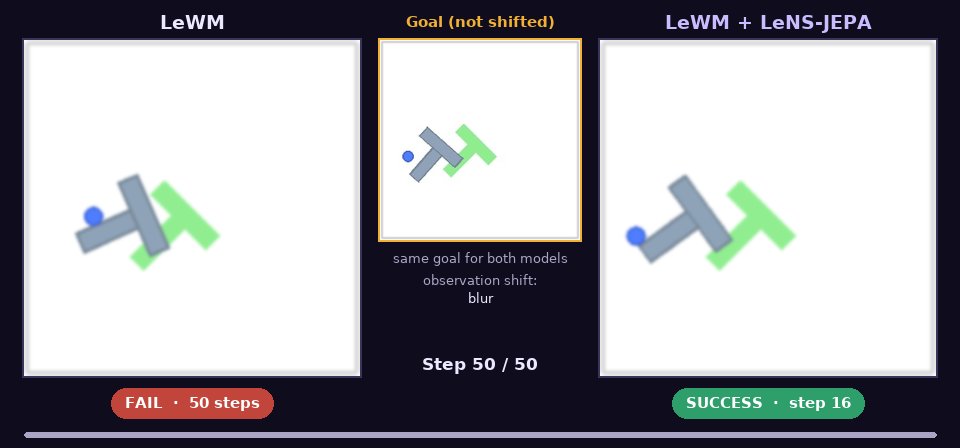 LeWM
Goal (not shifted)
LeWM + LeNS-JEPA
same goal for both models
observation shift:
blur
Step 50 / 50
FAIL · 50 steps
SUCCESS · step 16